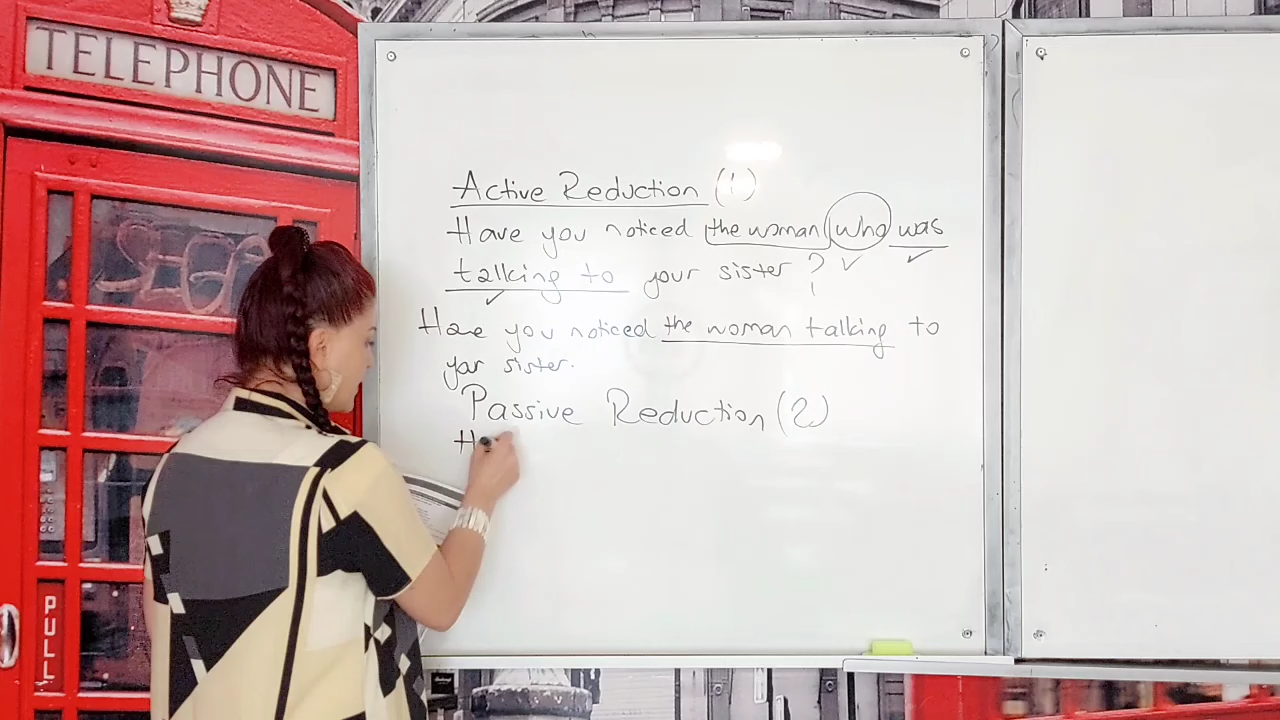 TELEPHONE
Active Reduction (1)
Have you noticed the woman who was
talking to your sister ?
Have you noticed the woman talking to
your sister.
Passive Reduction (2)
H
PULL